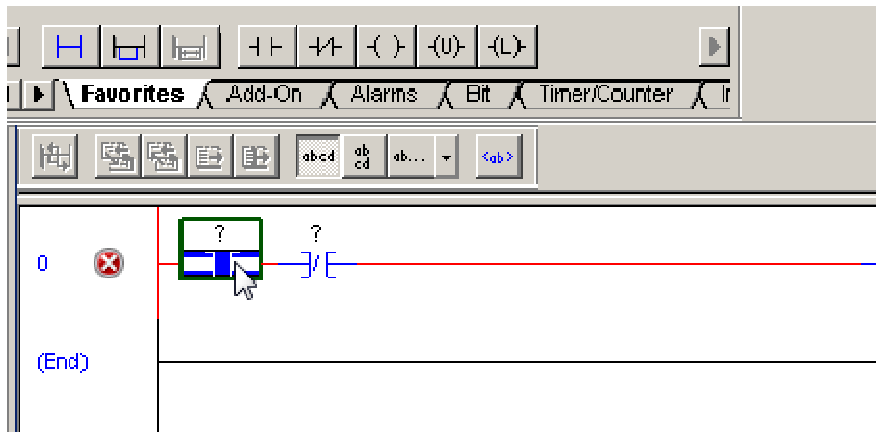 (U) (L)
Favorites Add-On Alarms Bit Timer/Counter
abcd ab cd ab... <ab>
? ?
0
(End)